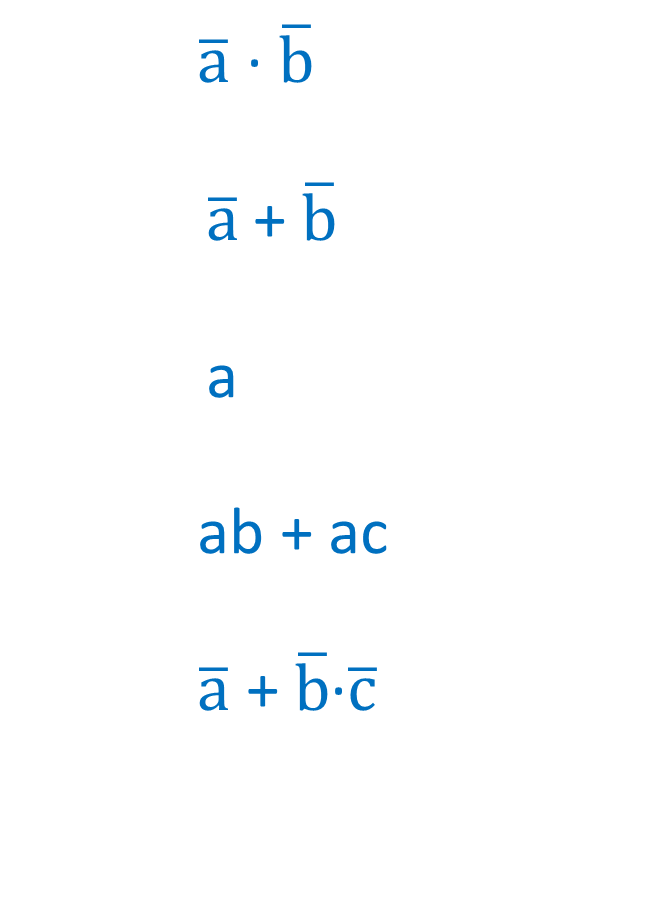 a̅ · b̅
a̅ + b̅
a
ab + ac
a̅ + b̅·c̅